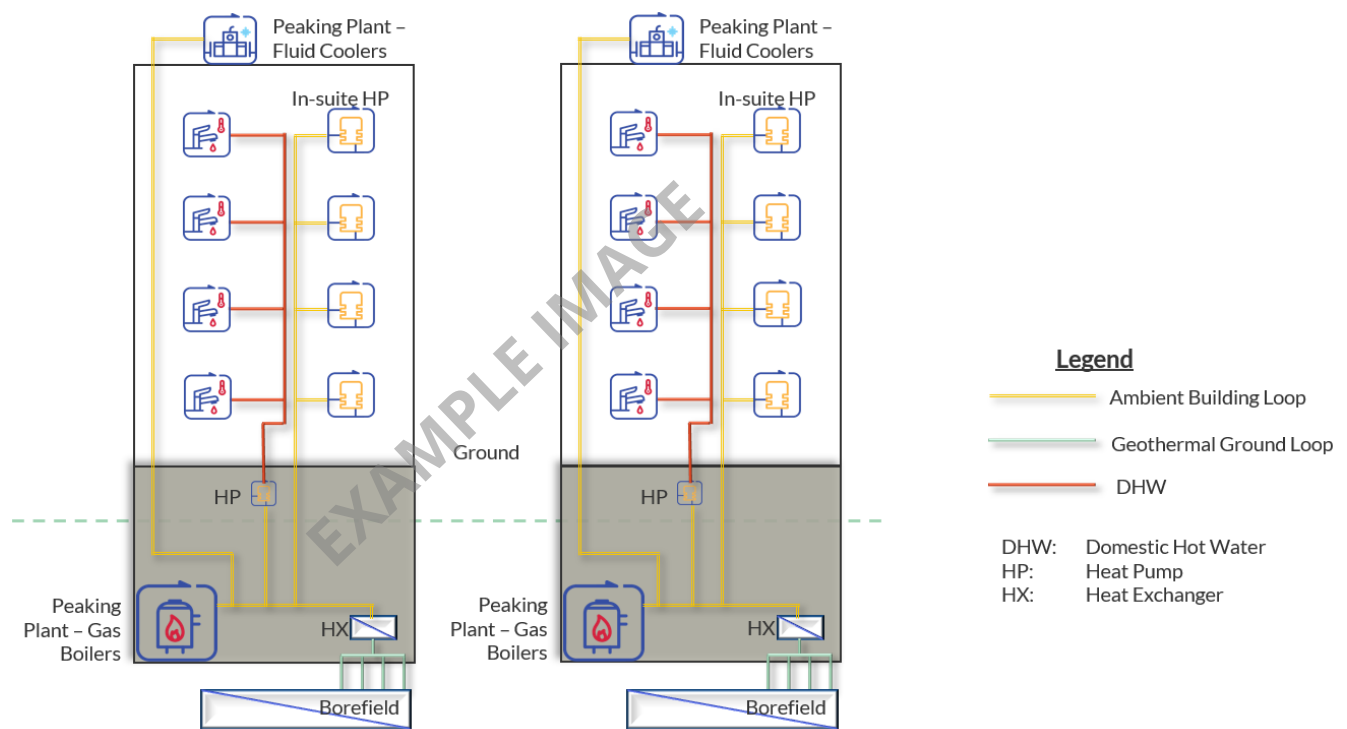 Peaking Plant –
Fluid Coolers
In-suite HP
HP
Peaking
Plant – Gas
Boilers
HX
Borefield
Ground
Peaking Plant –
Fluid Coolers
In-suite HP
HP
Peaking
Plant – Gas
Boilers
HX
Borefield
EXAMPLE IMAGE
Legend
Ambient Building Loop
Geothermal Ground Loop
DHW
DHW: Domestic Hot Water
HP: Heat Pump
HX: Heat Exchanger